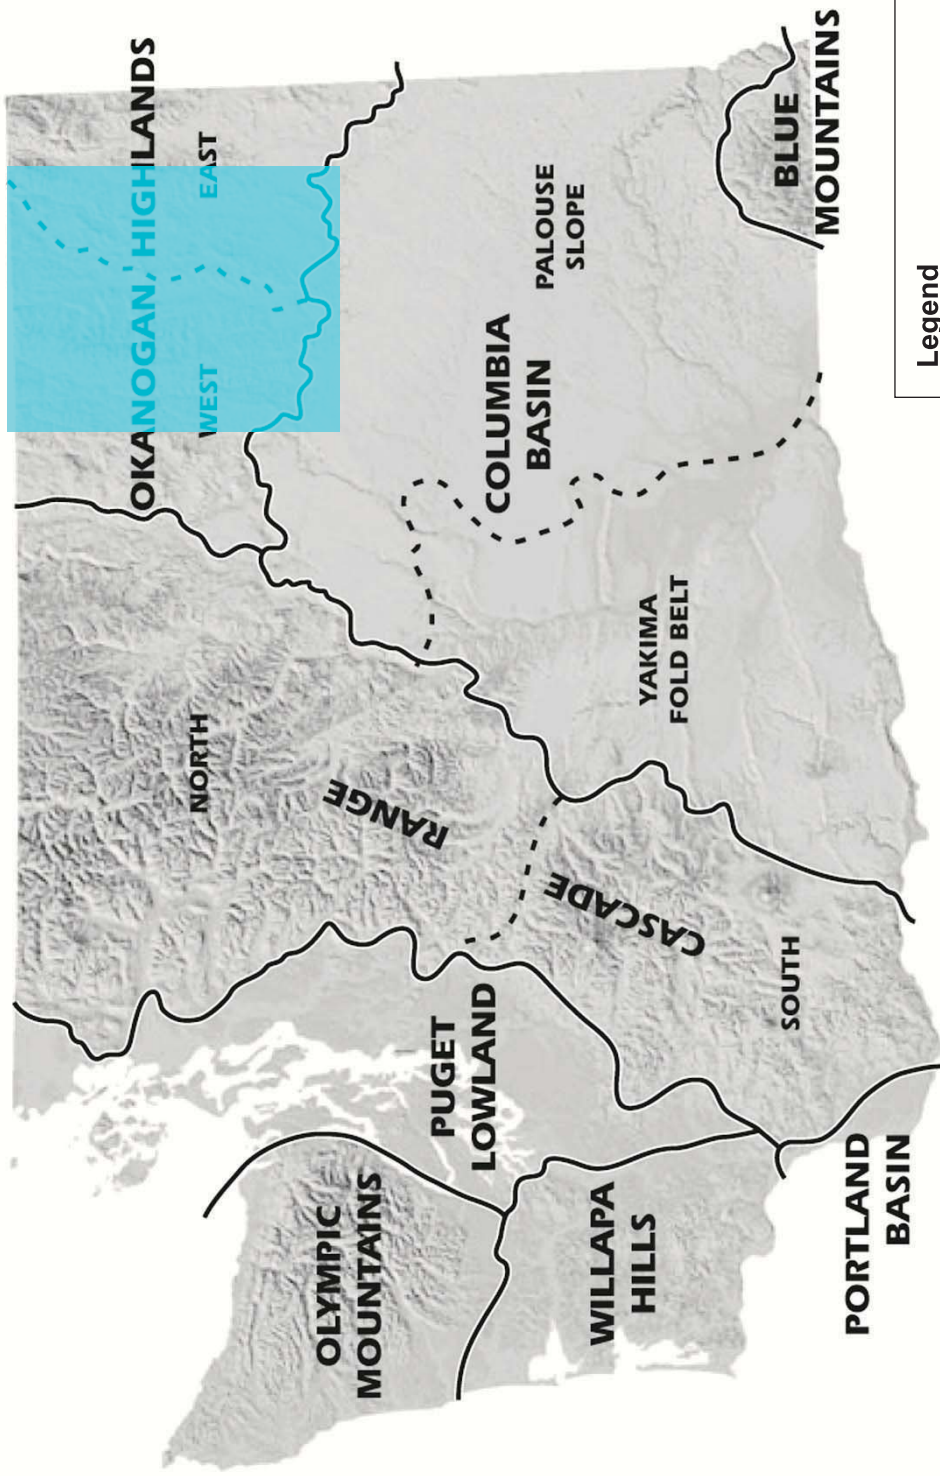 OKANOGAN HIGHLANDS
WEST
EAST
NORTH
RANGE
CASCADE
SOUTH
COLUMBIA
BASIN
PALOUSE
SLOPE
YAKIMA
FOLD BELT
BLUE
MOUNTAINS
PUGET
LOWLAND
OLYMPIC
MOUNTAINS
WILLAPA
HILLS
PORTLAND
BASIN
Legend